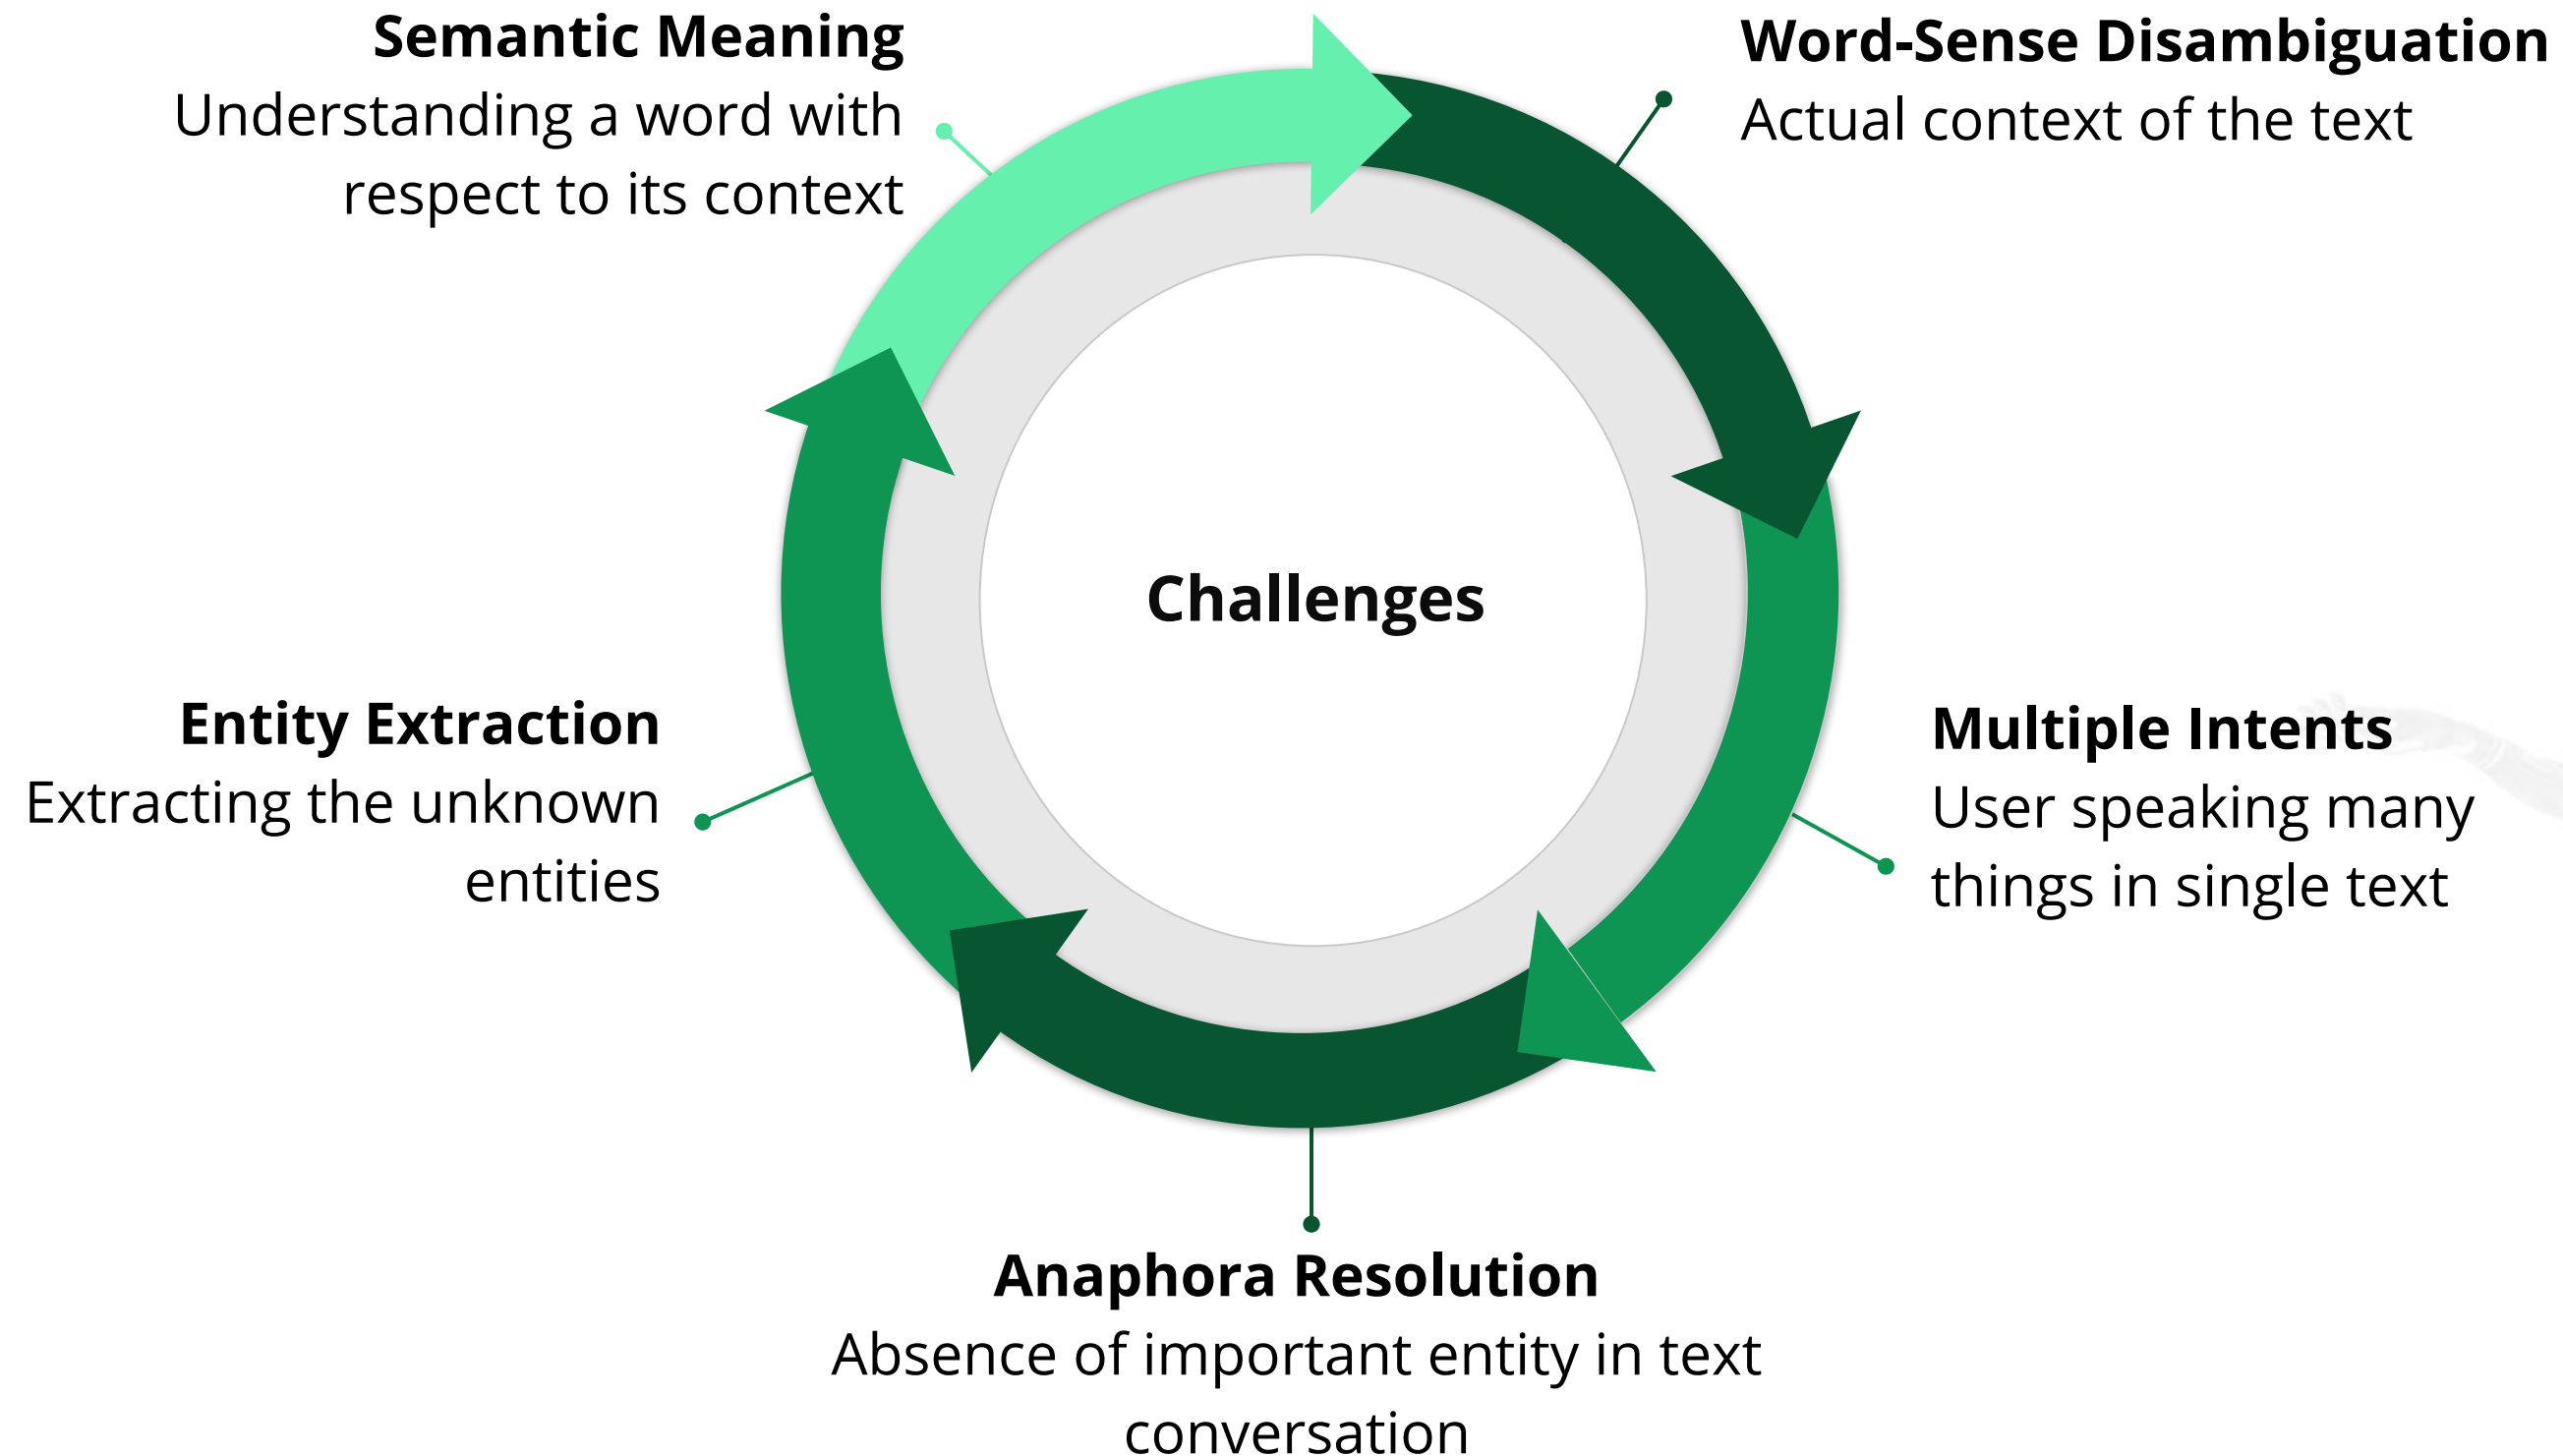 Semantic Meaning
Understanding a word with
respect to its context
Word-Sense Disambiguation
Actual context of the text
Challenges
Entity Extraction
Extracting the unknown
entities
Multiple Intents
User speaking many
things in single text
Anaphora Resolution
Absence of important entity in text
conversation